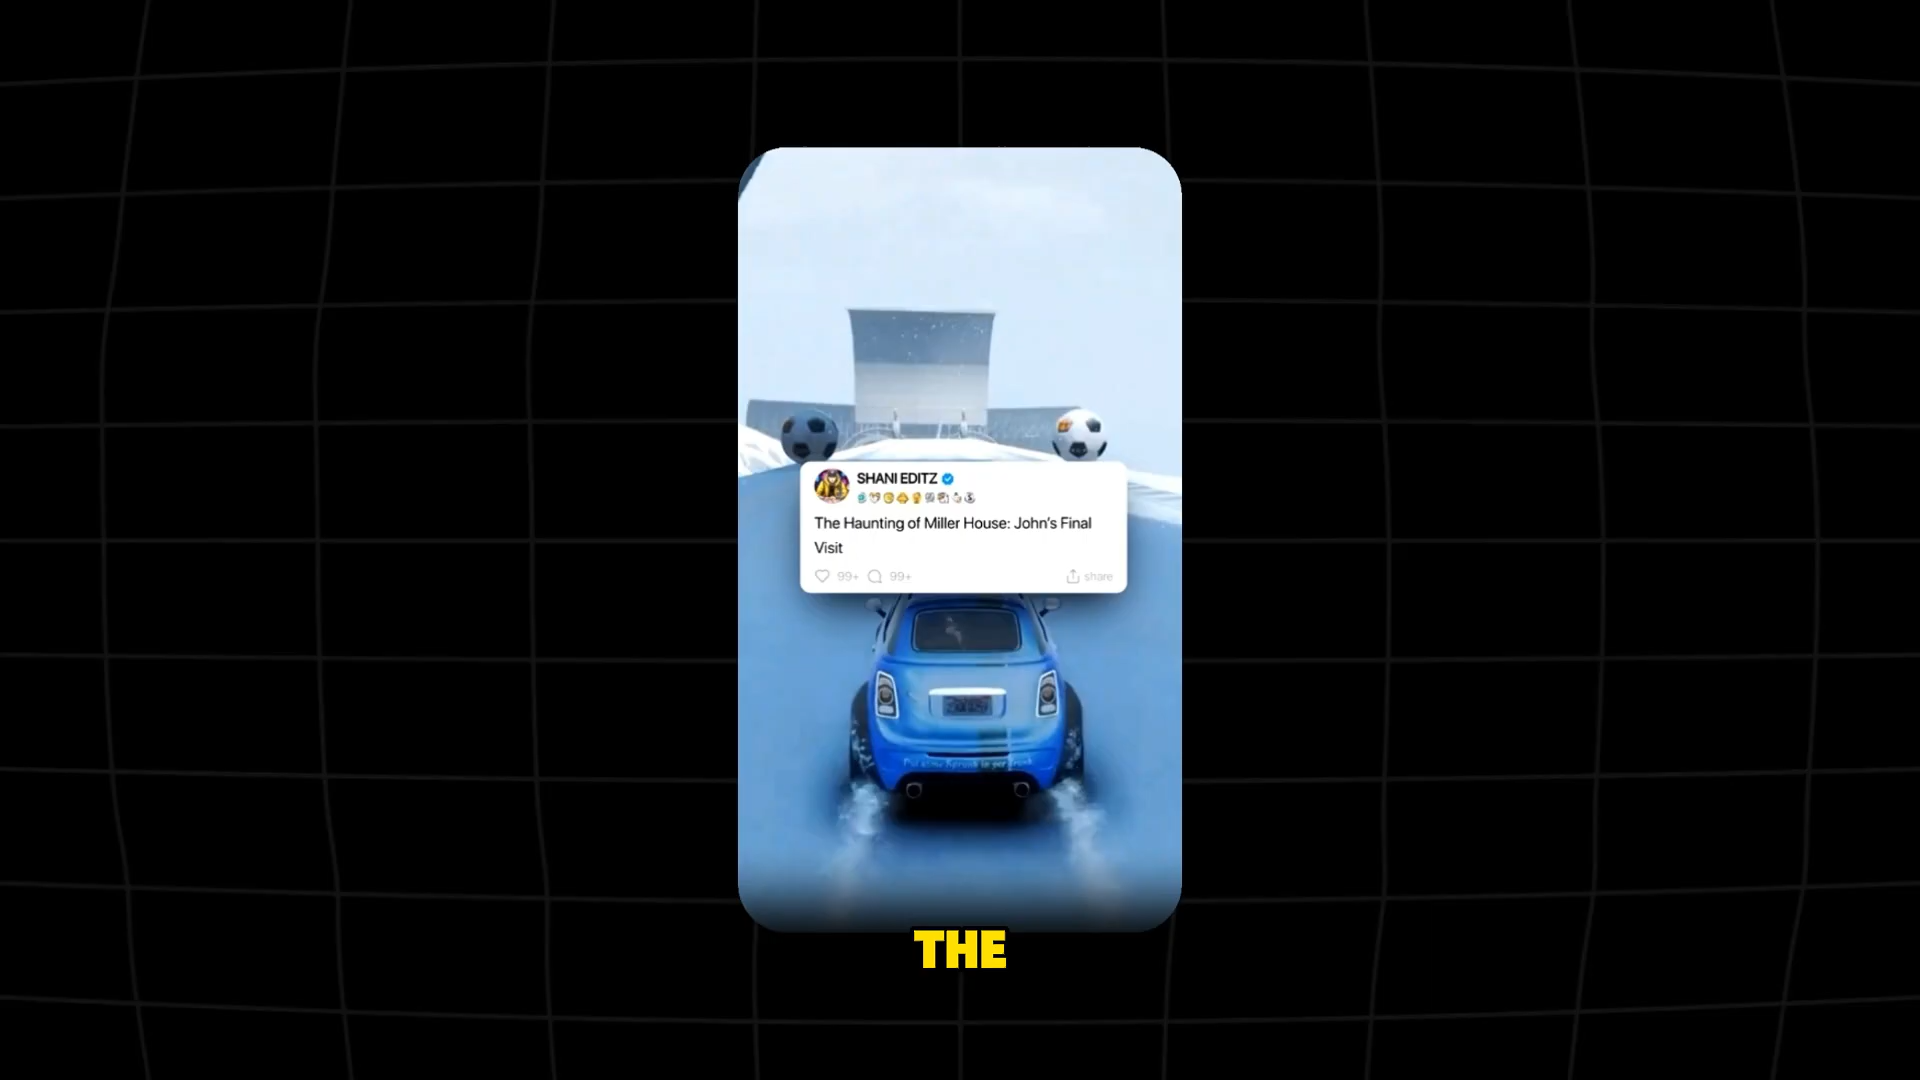 SHANI EDITZ
The Haunting of Miller House: John's Final
Visit
99+ 99+ share
THE